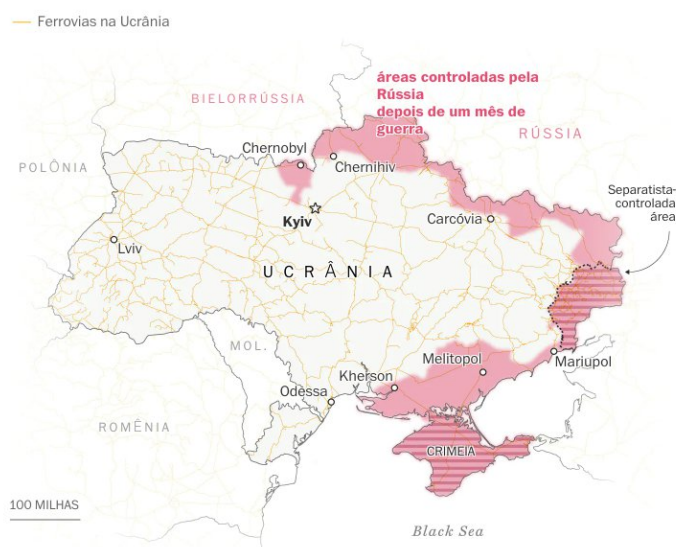 Ferrovias na Ucrânia
áreas controladas pela
Rússia
depois de um mês de
guerra
BIELORRÚSSIA
RÚSSIA
Chernobyl
Chernihiv
POLÔNIA
Separatista-
controlada
área
Kyiv
Carcóvia
Lviv
UCRÂNIA
MOL.
Melitopol
Mariupol
Kherson
Odessa
ROMÊNIA
CRIMEIA
100 MILHAS
Black Sea